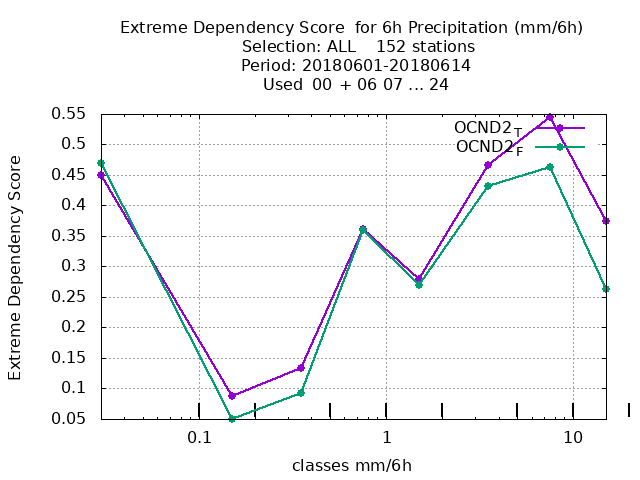 Extreme Dependency Score  for 6h Precipitation (mm/6h)
Selection: ALL    152 stations
Period: 20180601-20180614
Used  00  + 06 07 ... 24
OCND2_T
OCND2_F
0.55
0.5
0.45
0.4
0.35
0.3
0.25
0.2
0.15
0.1
0.05
Extreme Dependency Score
0.1 1 10
classes mm/6h